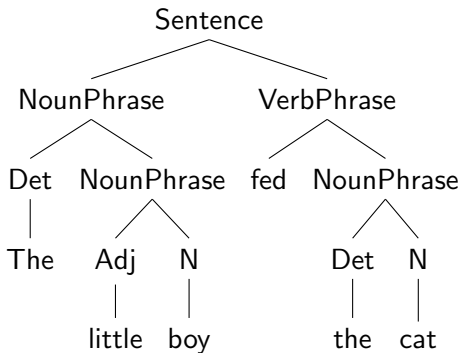 Sentence
NounPhrase VerbPhrase
Det NounPhrase fed NounPhrase
The Adj N Det N
little boy the cat